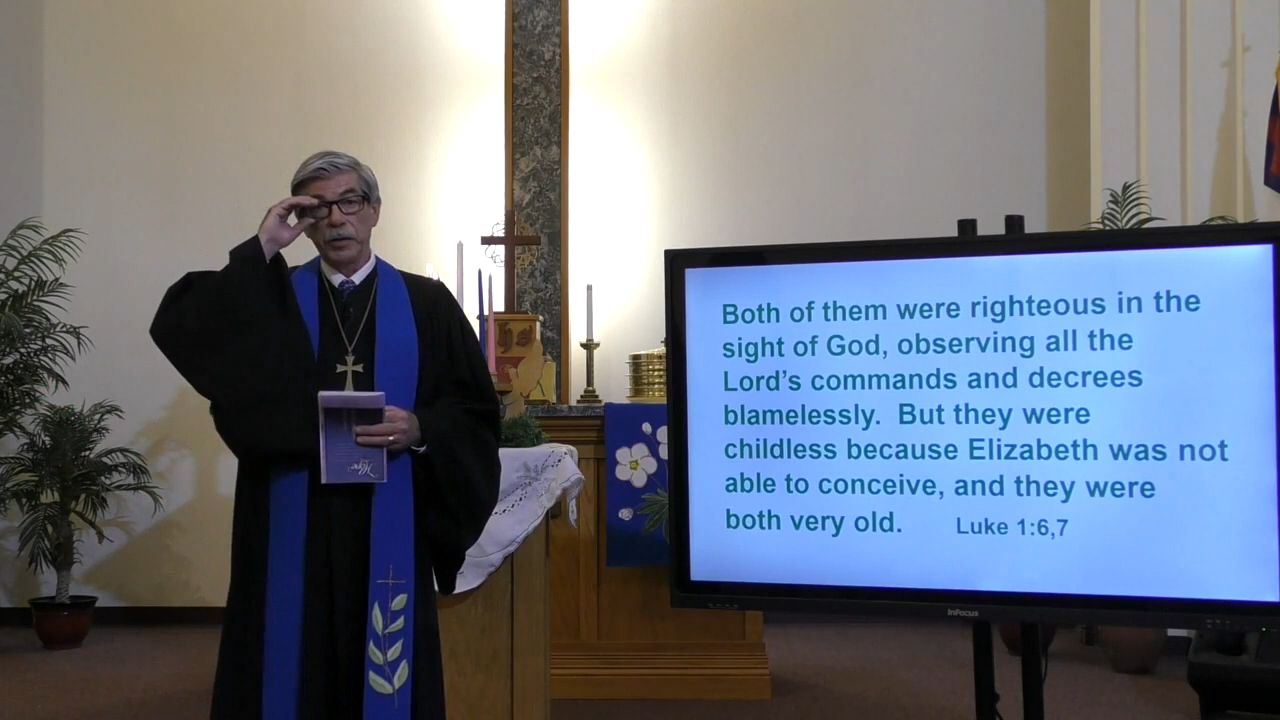 Both of them were righteous in the
sight of God, observing all the
Lord's commands and decrees
blamelessly. But they were
childless because Elizabeth was not
able to conceive, and they were
both very old. Luke 1:6,7
InFocus
Hope